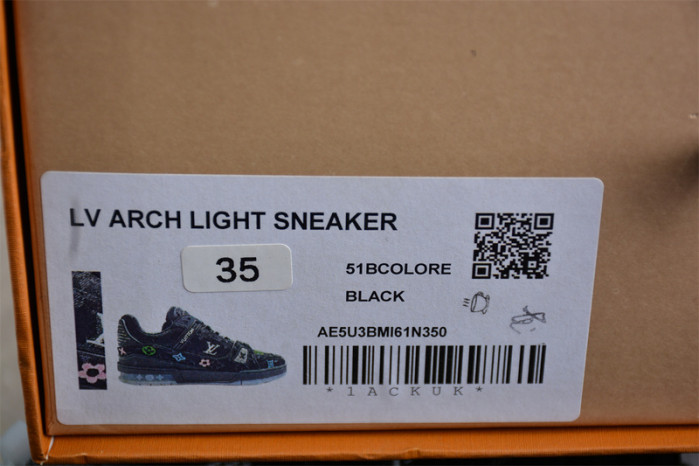 LV ARCH LIGHT SNEAKER
35
51BCOLORE
BLACK
AE5U3BMI61N350
*1ACKUK*